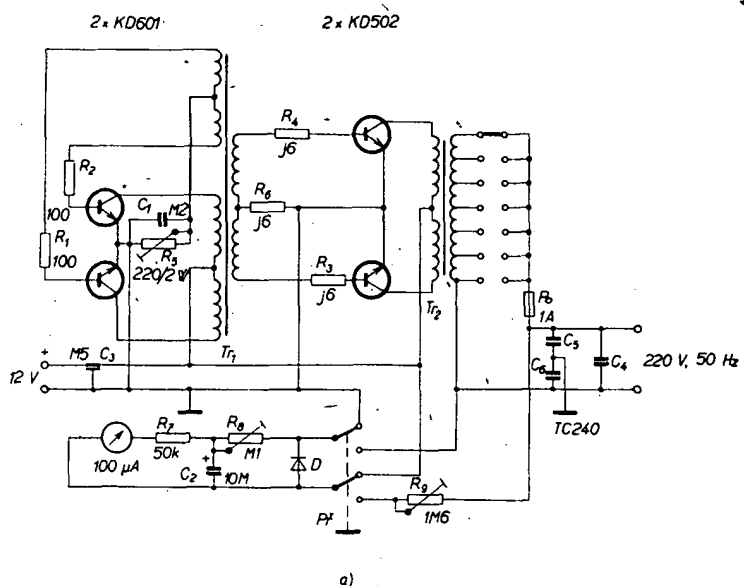 2 x KD601
2 x KD502
R4
j6
R2
R6
j6
C1
M2
100
R1
100
R5
220/2 W
R3
j6
Tr1
Tr2
Po
1A
+
M5
C3
12 V
C5
C6
C4
220 V, 50 Hz
TC240
R7
50k
R8
M1
+
100 μA
C2
10M
D
R9
1M6
Př
a)